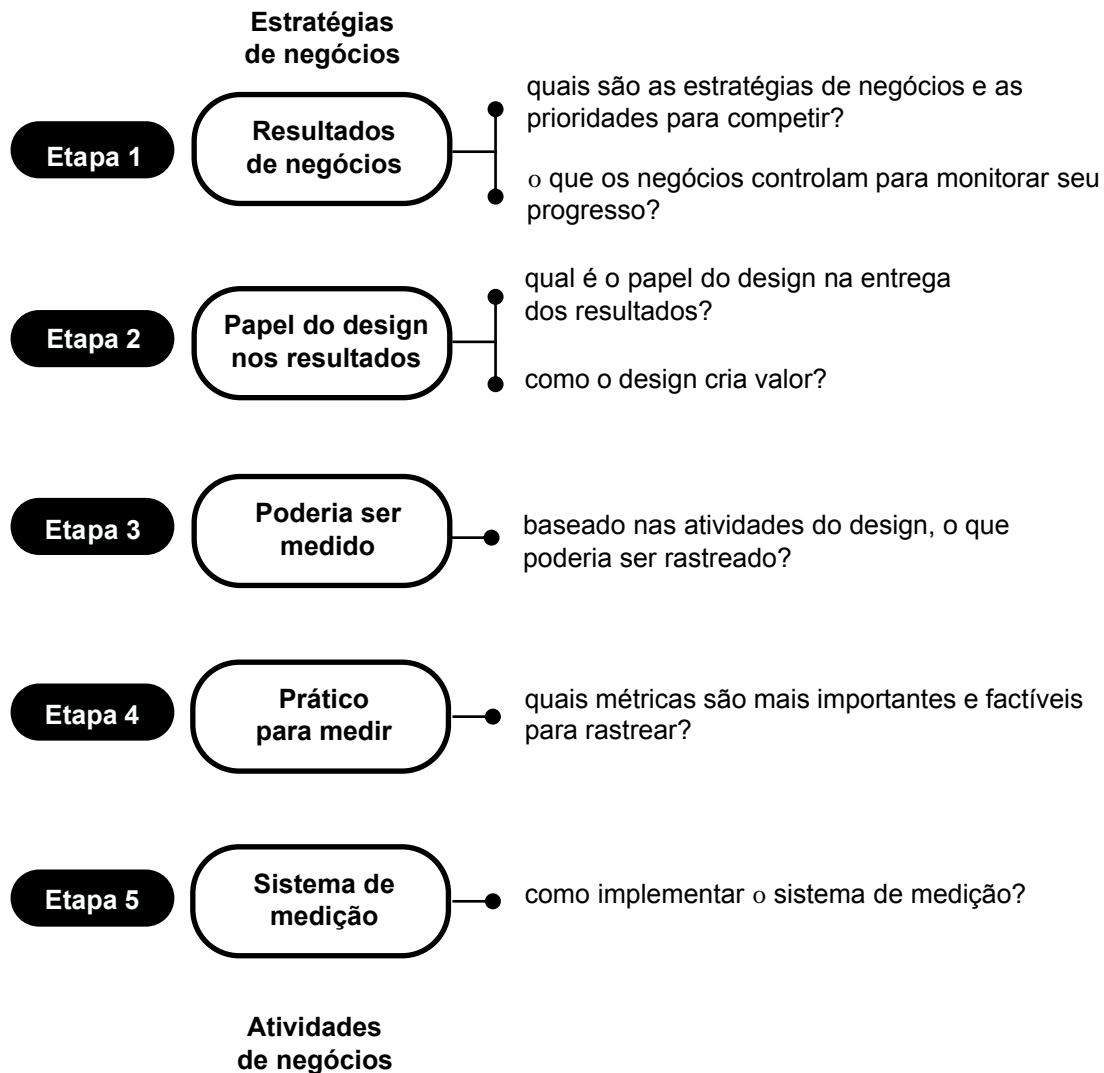 Estratégias
de negócios
Etapa 1
Resultados
de negócios
quais são as estratégias de negócios e as
prioridades para competir?
o que os negócios controlam para monitorar seu
progresso?
Etapa 2
Papel do design
nos resultados
qual é o papel do design na entrega
dos resultados?
como o design cria valor?
Etapa 3
Poderia ser
medido
baseado nas atividades do design, o que
poderia ser rastreado?
Etapa 4
Prático
para medir
quais métricas são mais importantes e factíveis
para rastrear?
Etapa 5
Sistema de
medição
como implementar o sistema de medição?
Atividades
de negócios